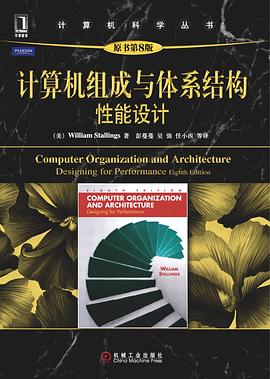 计算机科学丛书
PEARSON
原书第8版
计算机组成与体系结构
性能设计
(美) William Stallings 著 彭蔓蔓 吴强 任小西 等译
Computer Organization and Architecture
Designing for Performance Eighth Edition
EIGHTH EDITION
COMPUTER ORGANIZATION
AND ARCHITECTURE
Designing for Performance
WILLIAM
STALLINGS
机械工业出版社
China Machine Press